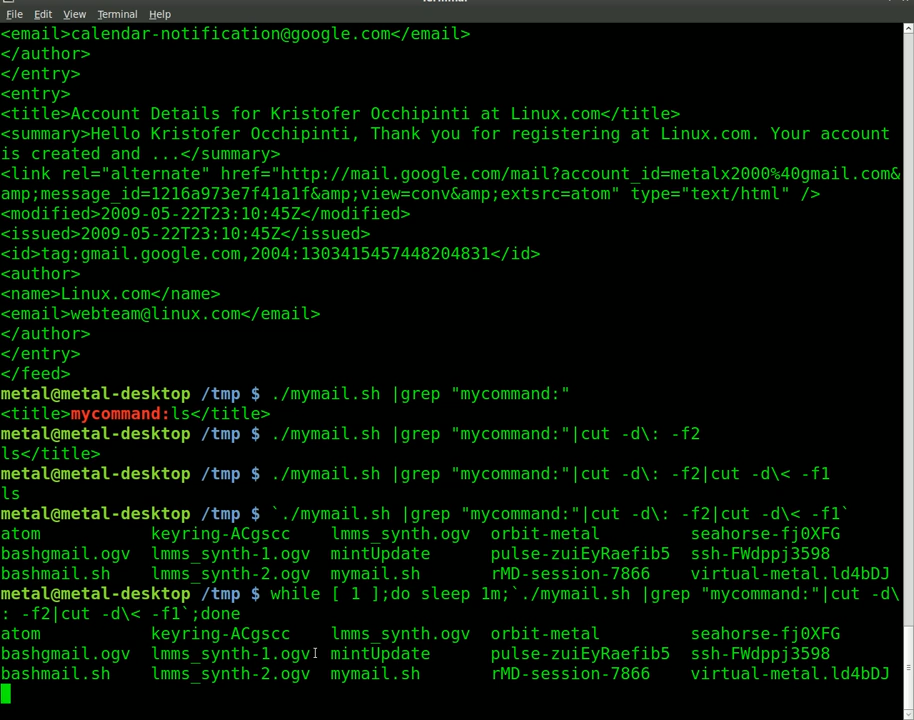 File Edit View Terminal Help
<email>calendar-notification@google.com</email>
</author>
</entry>
<entry>
<title>Account Details for Kristofer Occhipinti at Linux.com</title>
<summary>Hello Kristofer Occhipinti, Thank you for registering at Linux.com. Your account
is created and ...</summary>
<link rel="alternate" href="http://mail.google.com/mail?account_id=metalx2000%40gmail.com&
amp;message_id=1216a973e7f41a1f&amp;view=conv&amp;extsrc=atom" type="text/html" />
<modified>2009-05-22T23:10:45Z</modified>
<issued>2009-05-22T23:10:45Z</issued>
<id>tag:gmail.google.com,2004:1303415457448204831</id>
<author>
<name>Linux.com</name>
<email>webteam@linux.com</email>
</author>
</entry>
</feed>
metal@metal-desktop /tmp $ ./mymail.sh |grep "mycommand:"
<title>mycommand:ls</title>
metal@metal-desktop /tmp $ ./mymail.sh |grep "mycommand:"|cut -d\: -f2
ls</title>
metal@metal-desktop /tmp $ ./mymail.sh |grep "mycommand:"|cut -d\: -f2|cut -d\< -f1
ls
metal@metal-desktop /tmp $ `./mymail.sh |grep "mycommand:"|cut -d\: -f2|cut -d\< -f1`
atom keyring-ACgscc lmms_synth.ogv orbit-metal seahorse-fj0XFG
bashgmail.ogv lmms_synth-1.ogv mintUpdate pulse-zuiEyRaefib5 ssh-FWdppj3598
bashmail.sh lmms_synth-2.ogv mymail.sh rMD-session-7866 virtual-metal.ld4bDJ
metal@metal-desktop /tmp $ while [ 1 ];do sleep 1m;`./mymail.sh |grep "mycommand:"|cut -d\
: -f2|cut -d\< -f1`;done
atom keyring-ACgscc lmms_synth.ogv orbit-metal seahorse-fj0XFG
bashgmail.ogv lmms_synth-1.ogv mintUpdate pulse-zuiEyRaefib5 ssh-FWdppj3598
bashmail.sh lmms_synth-2.ogv mymail.sh rMD-session-7866 virtual-metal.ld4bDJ